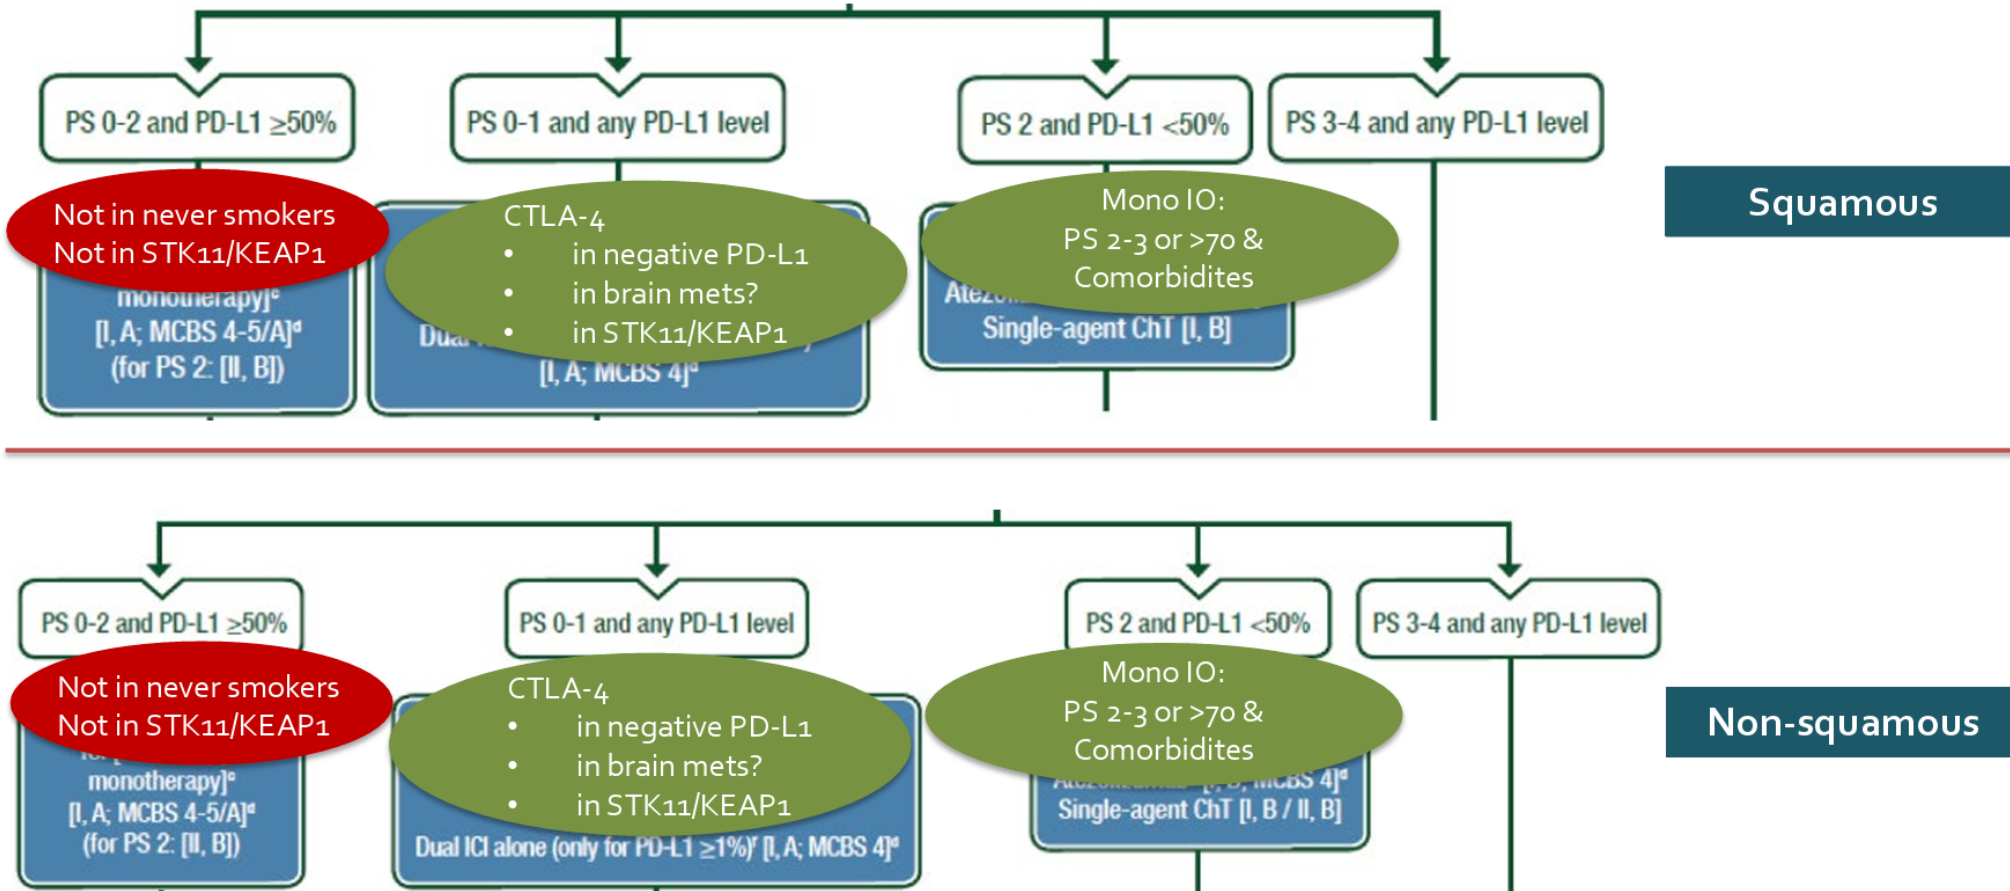 PS 0-2 and PD-L1 ≥50%
PS 0-1 and any PD-L1 level
PS 2 and PD-L1 <50%
PS 3-4 and any PD-L1 level
Not in never smokers
Not in STK11/KEAP1
monotherapy]ᶜ
[I, A; MCBS 4-5/A]ᵈ
(for PS 2: [II, B])
CTLA-4
• in negative PD-L1
• in brain mets?
• in STK11/KEAP1
[I, A; MCBS 4]ᵈ
Mono IO:
PS 2-3 or >70 &
Comorbidites
Single-agent ChT [I, B]
Squamous
PS 0-2 and PD-L1 ≥50%
PS 0-1 and any PD-L1 level
PS 2 and PD-L1 <50%
PS 3-4 and any PD-L1 level
Not in never smokers
Not in STK11/KEAP1
monotherapy]ᶜ
[I, A; MCBS 4-5/A]ᵈ
(for PS 2: [II, B])
CTLA-4
• in negative PD-L1
• in brain mets?
• in STK11/KEAP1
Dual ICI alone (only for PD-L1 ≥1%)ᶠ [I, A; MCBS 4]ᵈ
Mono IO:
PS 2-3 or >70 &
Comorbidites
MCBS 4]ᵈ
Single-agent ChT [I, B / II, B]
Non-squamous